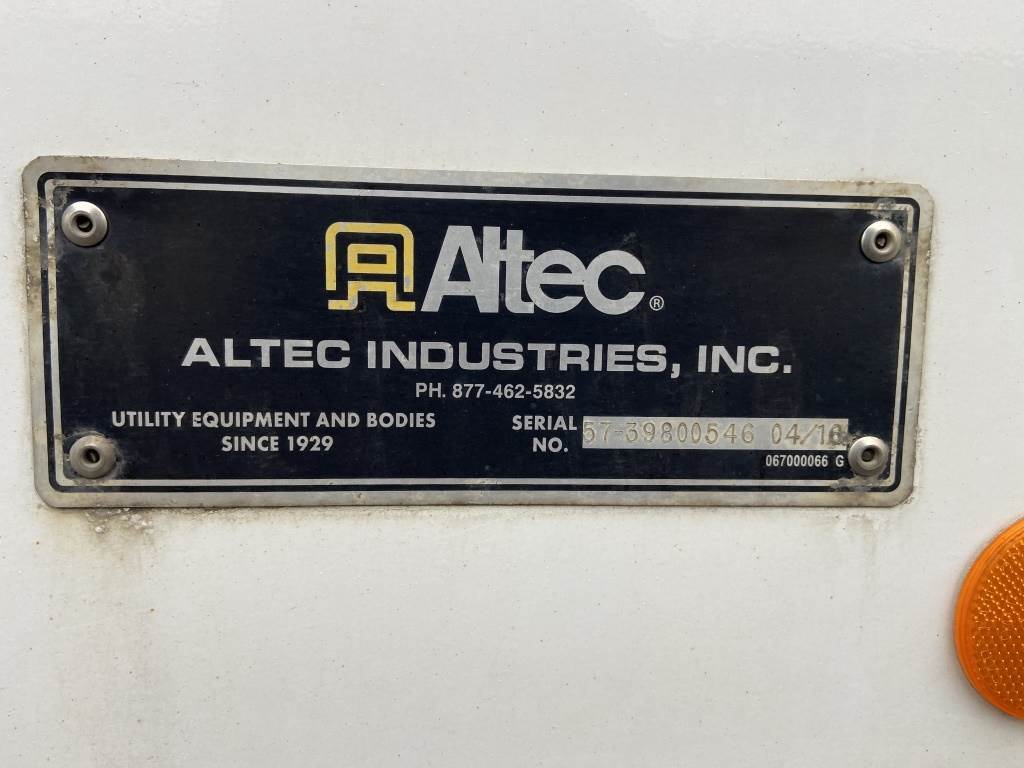 Altec®
ALTEC INDUSTRIES, INC.
PH. 877-462-5832
UTILITY EQUIPMENT AND BODIES
SINCE 1929
SERIAL NO. 57-39800546 04/16
067000066 G